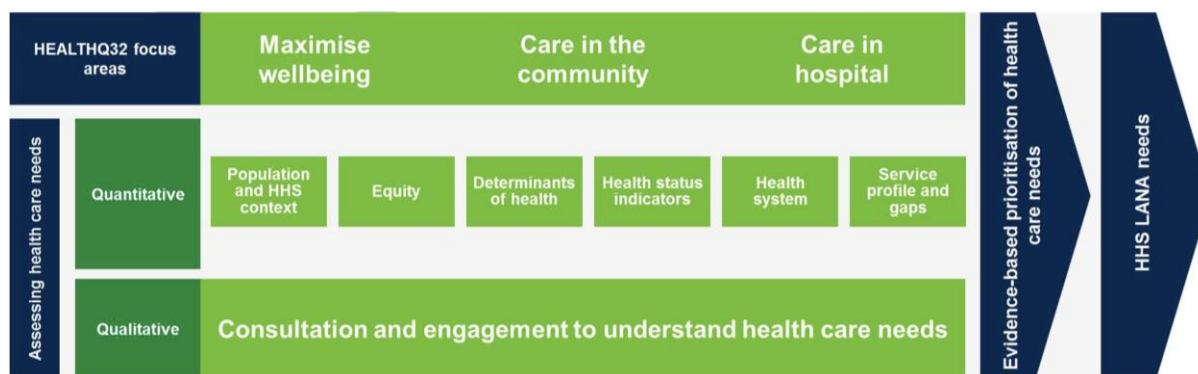 HEALTHQ32 focus
areas
Maximise
wellbeing
Care in the
community
Care in
hospital
Assessing health care needs
Quantitative
Population
and HHS
context
Equity
Determinants
of health
Health status
indicators
Health
system
Service
profile and
gaps
Qualitative
Consultation and engagement to understand health care needs
Evidence-based prioritisation of health
care needs
HHS LANA needs